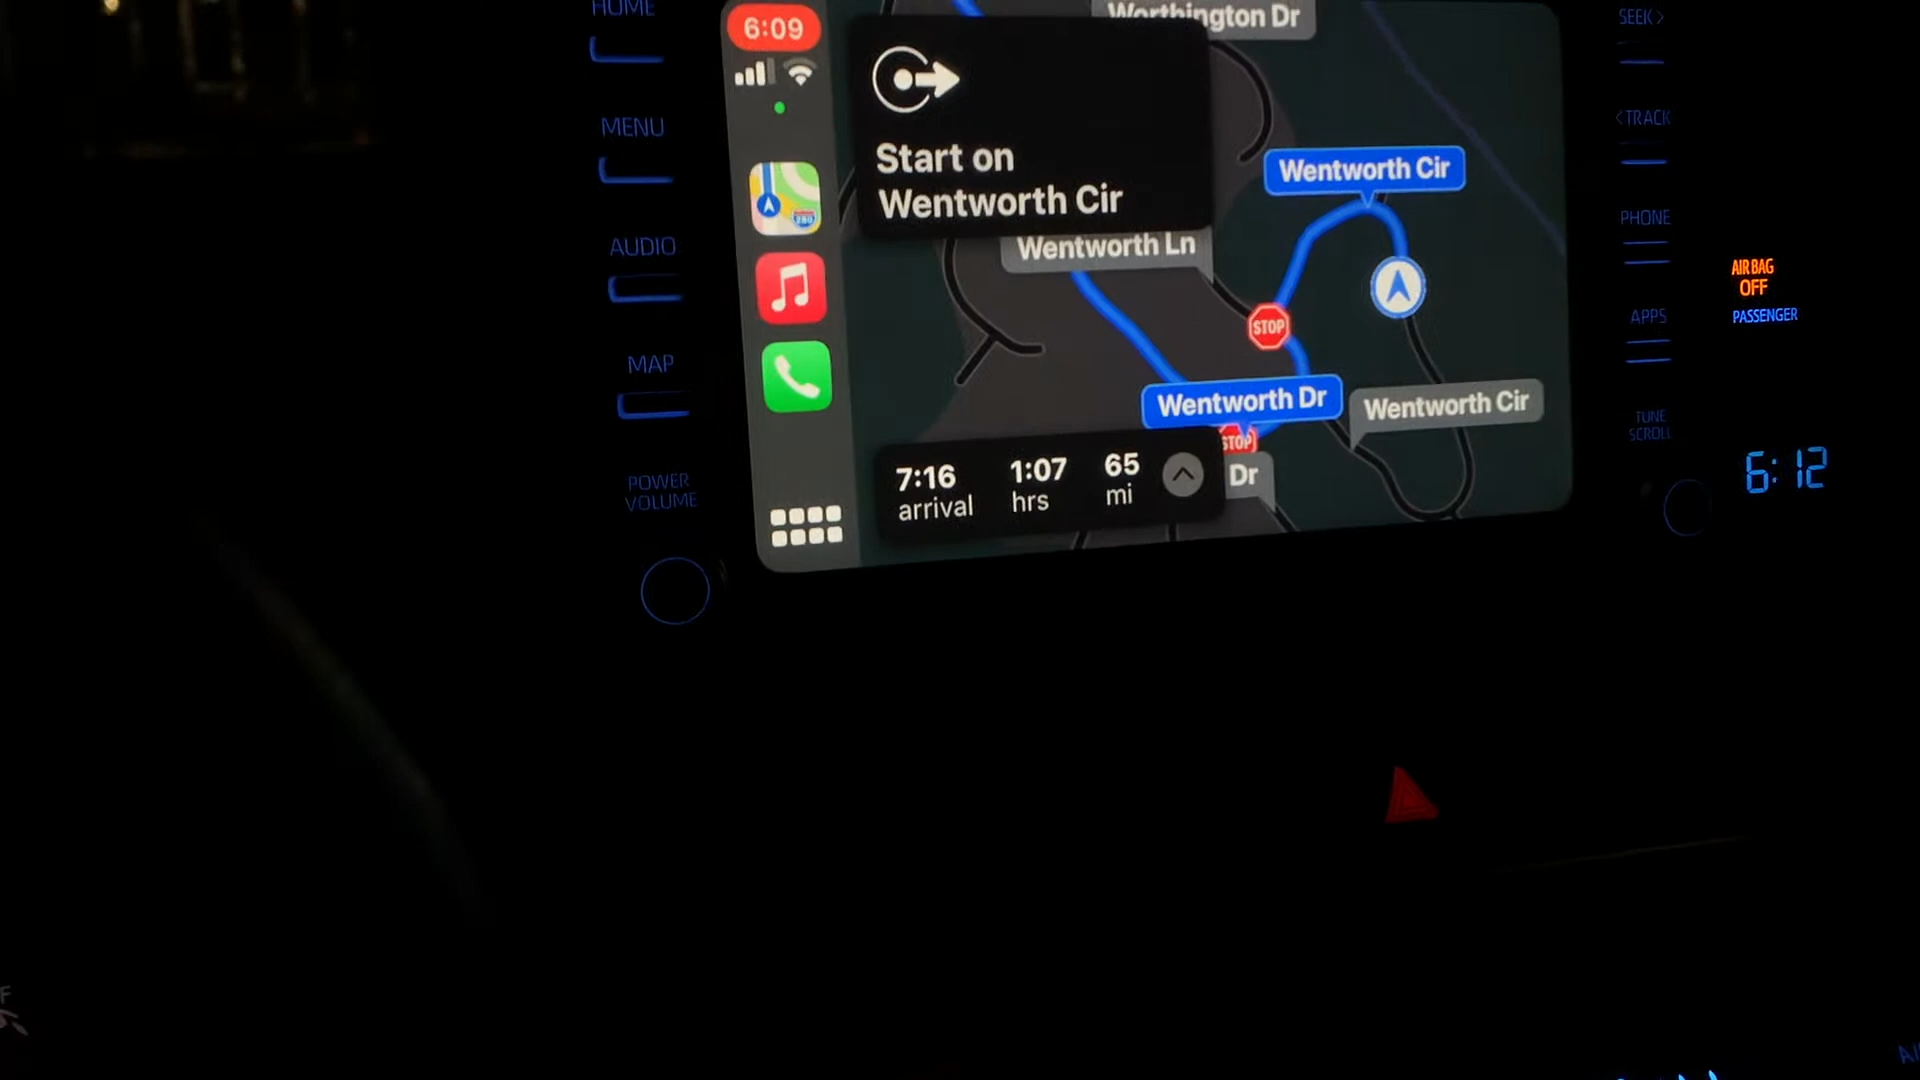 HOME
MENU
AUDIO
MAP
POWER
VOLUME
6:09
Start on
Wentworth Cir
Worthington Dr
Wentworth Ln
Wentworth Cir
STOP
Wentworth Dr
Wentworth Cir
STOP
Dr
280
7:16
arrival
1:07
hrs
65
mi
SEEK >
< TRACK
PHONE
APPS
TUNE
SCROLL
AIR BAG
OFF
PASSENGER
6:12